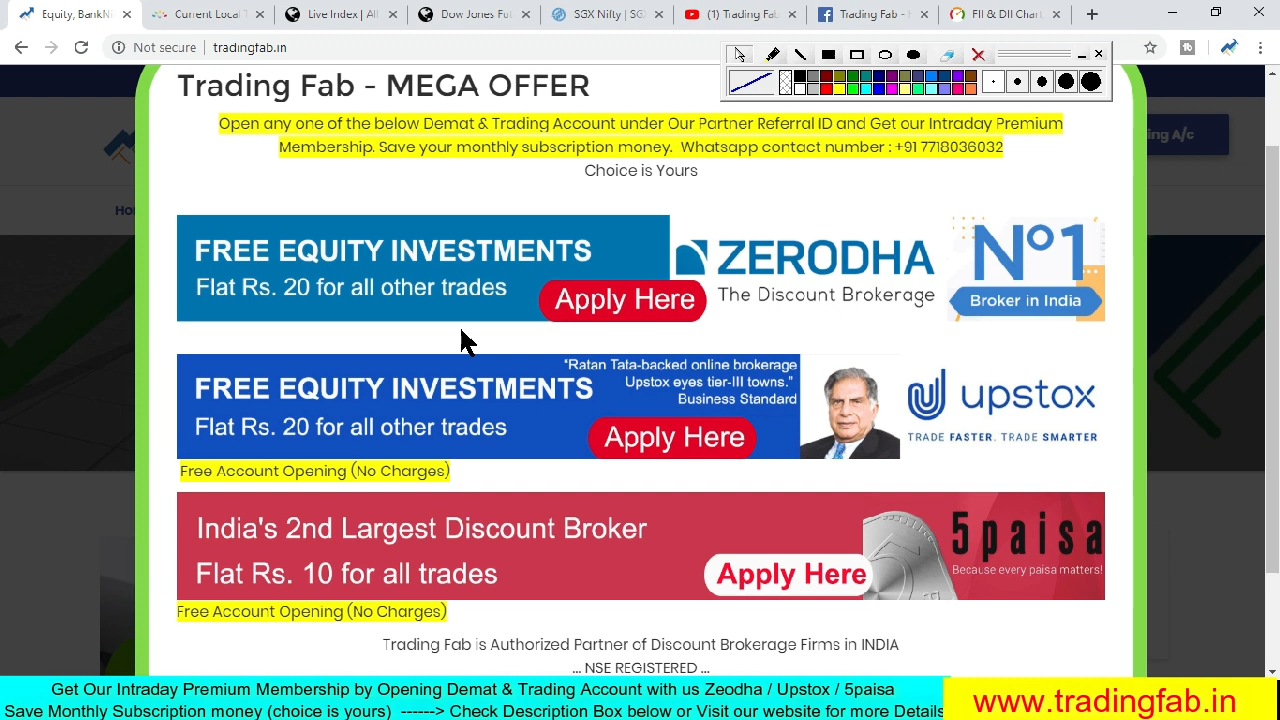 Equity, BankNi
Current Local T
Live Index | All
Dow Jones Fut
SGX Nifty | SGX
(1) Trading Fab
Trading Fab - H
FII & DII Chart
Not secure | tradingfab.in
Trading Fab - MEGA OFFER
ng A/c
Open any one of the below Demat & Trading Account under Our Partner Referral ID and Get our Intraday Premium
Membership. Save your monthly subscription money. Whatsapp contact number : +91 7718036032
Choice is Yours
Hor
FREE EQUITY INVESTMENTS
Flat Rs. 20 for all other trades
Apply Here
ZERODHA
The Discount Brokerage
Nº1
Broker in India
FREE EQUITY INVESTMENTS
Flat Rs. 20 for all other trades
"Ratan Tata-backed online brokerage
Upstox eyes tier-III towns."
Business Standard
Apply Here
upstox
TRADE FASTER. TRADE SMARTER
Free Account Opening (No Charges)
India's 2nd Largest Discount Broker
Flat Rs. 10 for all trades
Apply Here
5paisa
Because every paisa matters!
Free Account Opening (No Charges)
Trading Fab is Authorized Partner of Discount Brokerage Firms in INDIA
... NSE REGISTERED ...
Get Our Intraday Premium Membership by Opening Demat & Trading Account with us Zeodha / Upstox / 5paisa
Save Monthly Subscription money (choice is yours) ------> Check Description Box below or Visit our website for more Details
www.tradingfab.in